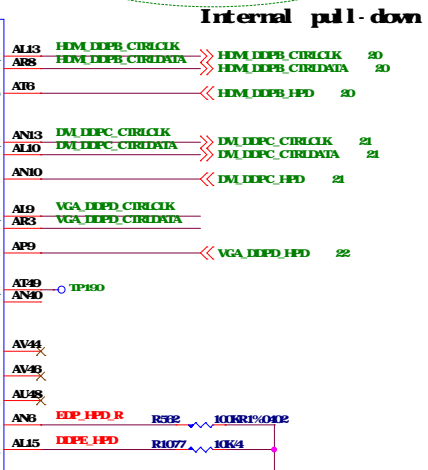 Internal pull-down
AL13 HDMI_DDPB_CTRLCLK HDMI_DDPB_CTRLCLK 20
AR8 HDMI_DDPB_CTRLDATA HDMI_DDPB_CTRLDATA 20
AT6 HDMI_DDPB_HPD 20
AN13 DVI_DDPC_CTRLCLK DVI_DDPC_CTRLCLK 21
AL10 DVI_DDPC_CTRLDATA DVI_DDPC_CTRLDATA 21
AN10 DVI_DDPC_HPD 21
AL9 VGA_DDPD_CTRLCLK
AR3 VGA_DDPD_CTRLDATA
AP9 VGA_DDPD_HPD 22
AT49 TP190
AN40
AV44
AV46
AU48
AN6 EDP_HPD_R R562 100KR1%0402
AL15 DDPE_HPD R1077 10K/4